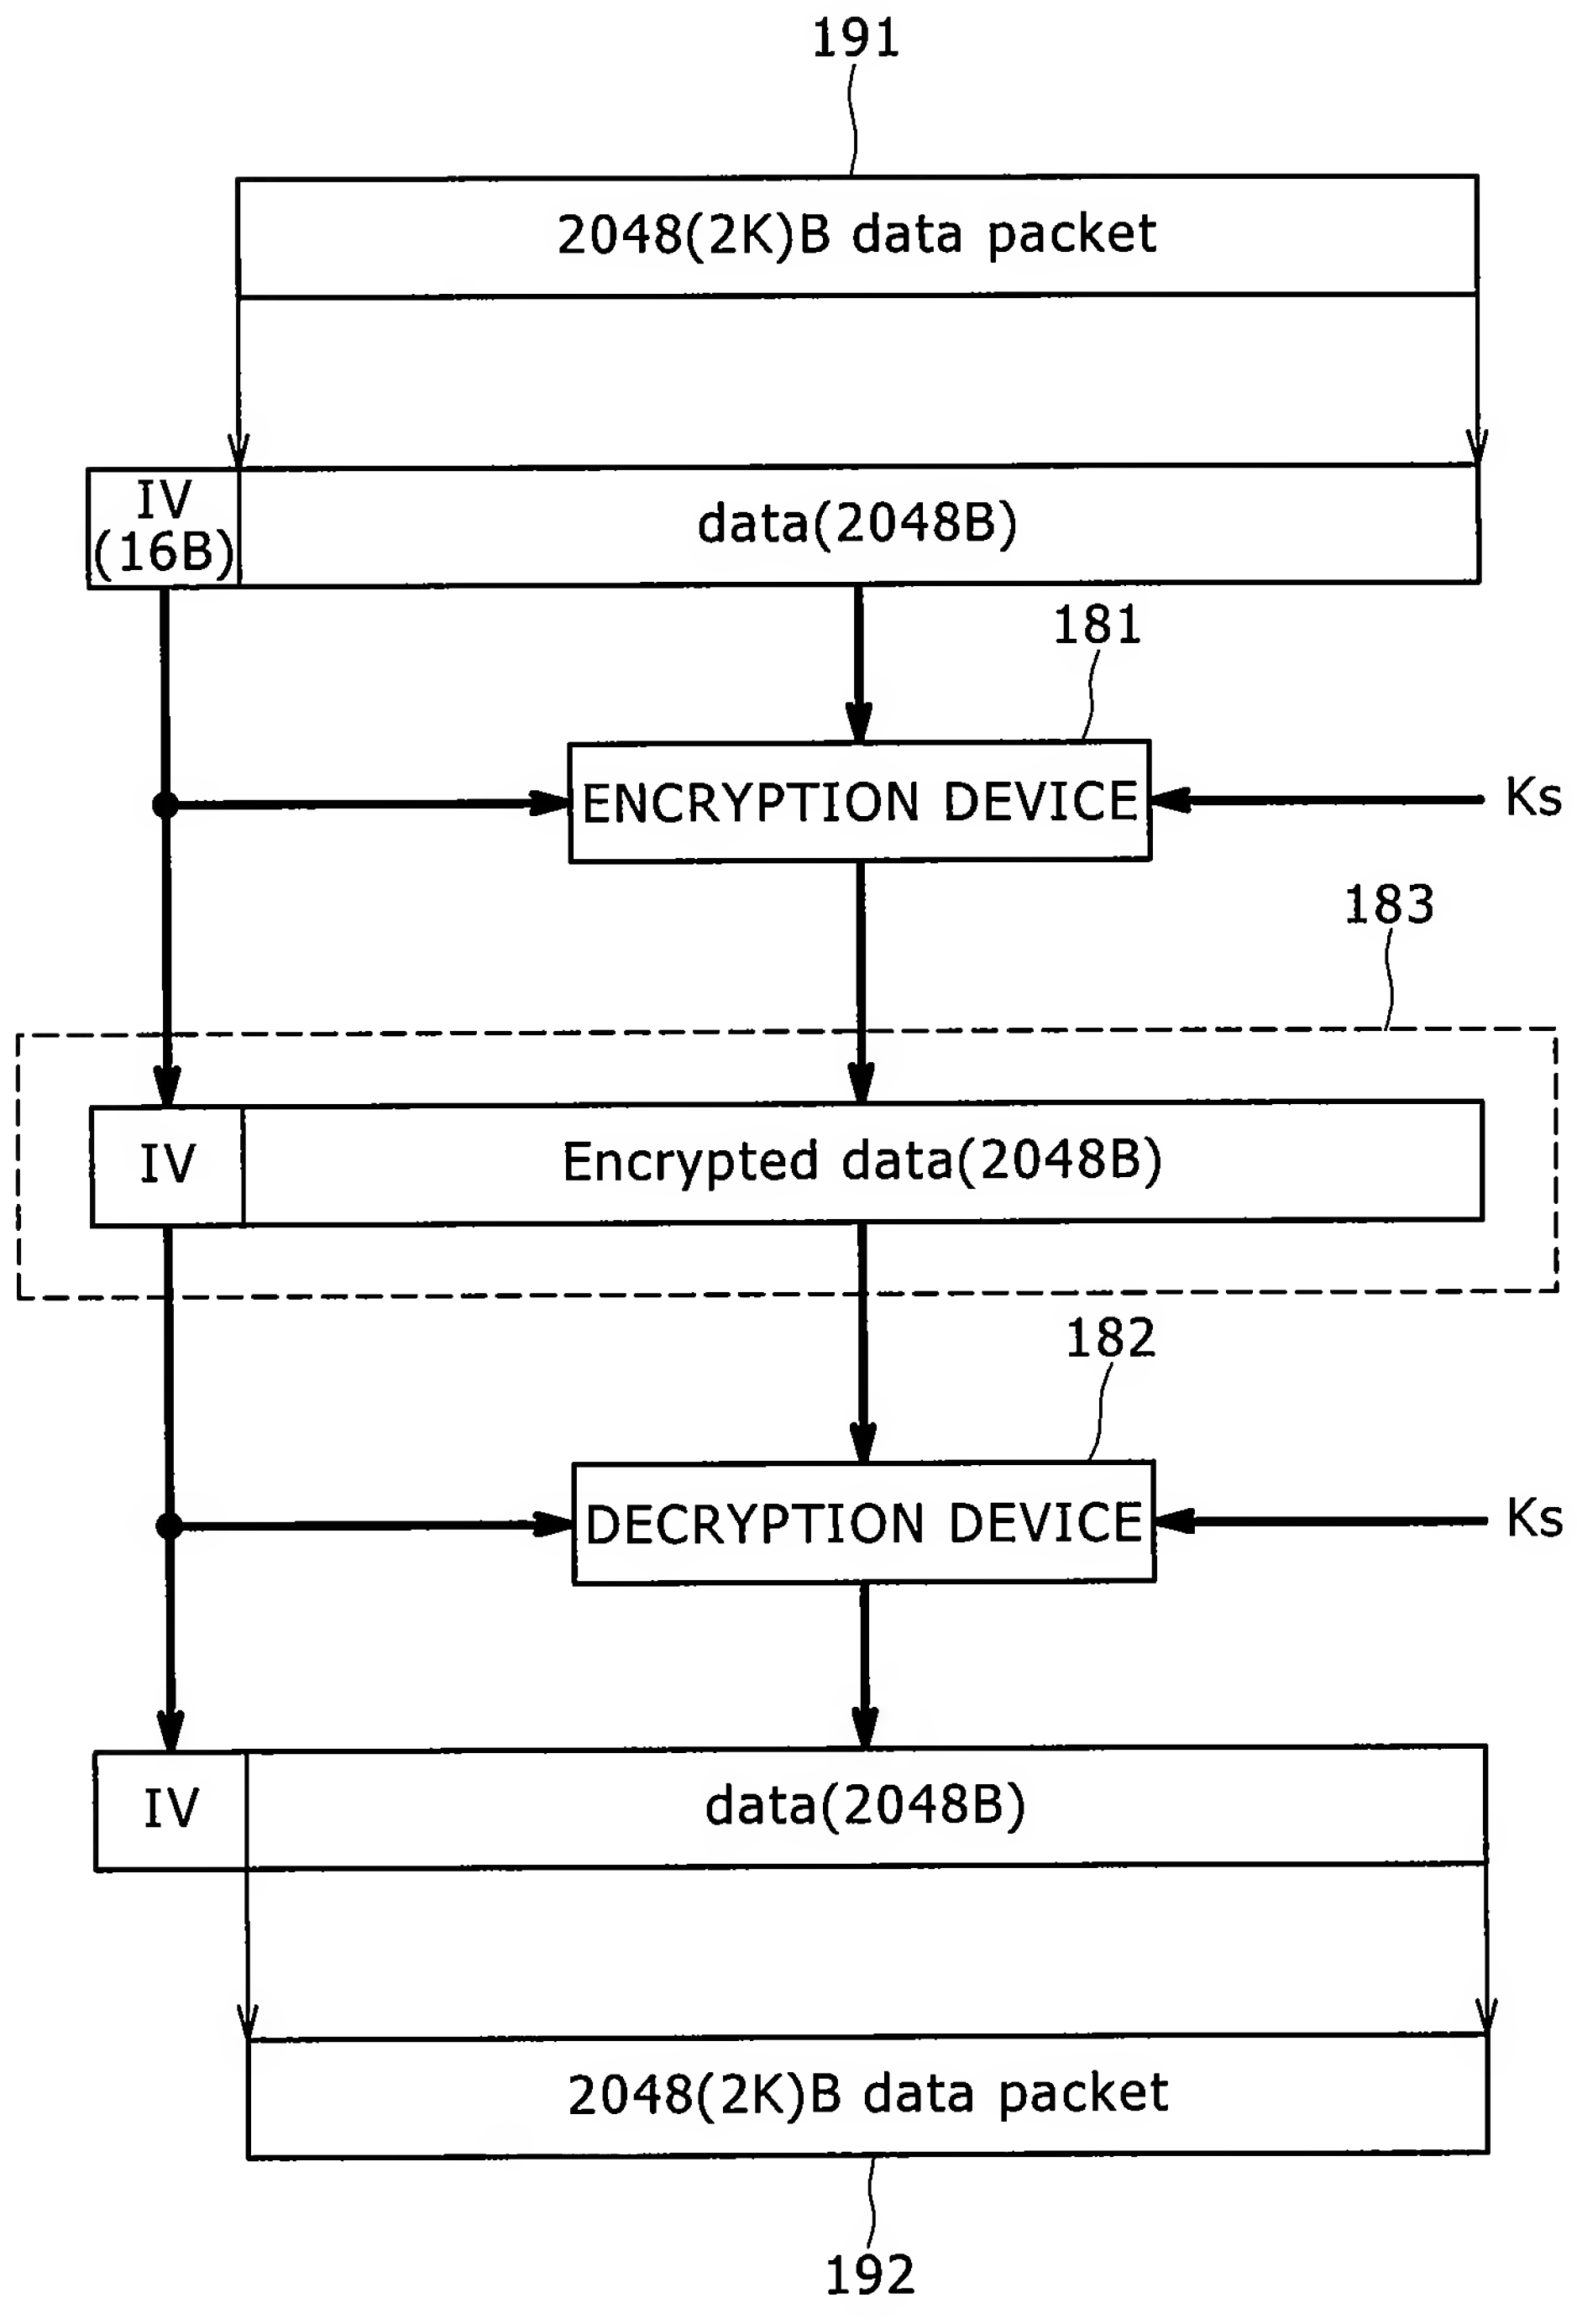 191
2048(2K)B data packet
IV
(16B)
data(2048B)
181
ENCRYPTION DEVICE
Ks
183
IV
Encrypted data(2048B)
182
DECRYPTION DEVICE
Ks
IV
data(2048B)
2048(2K)B data packet
192